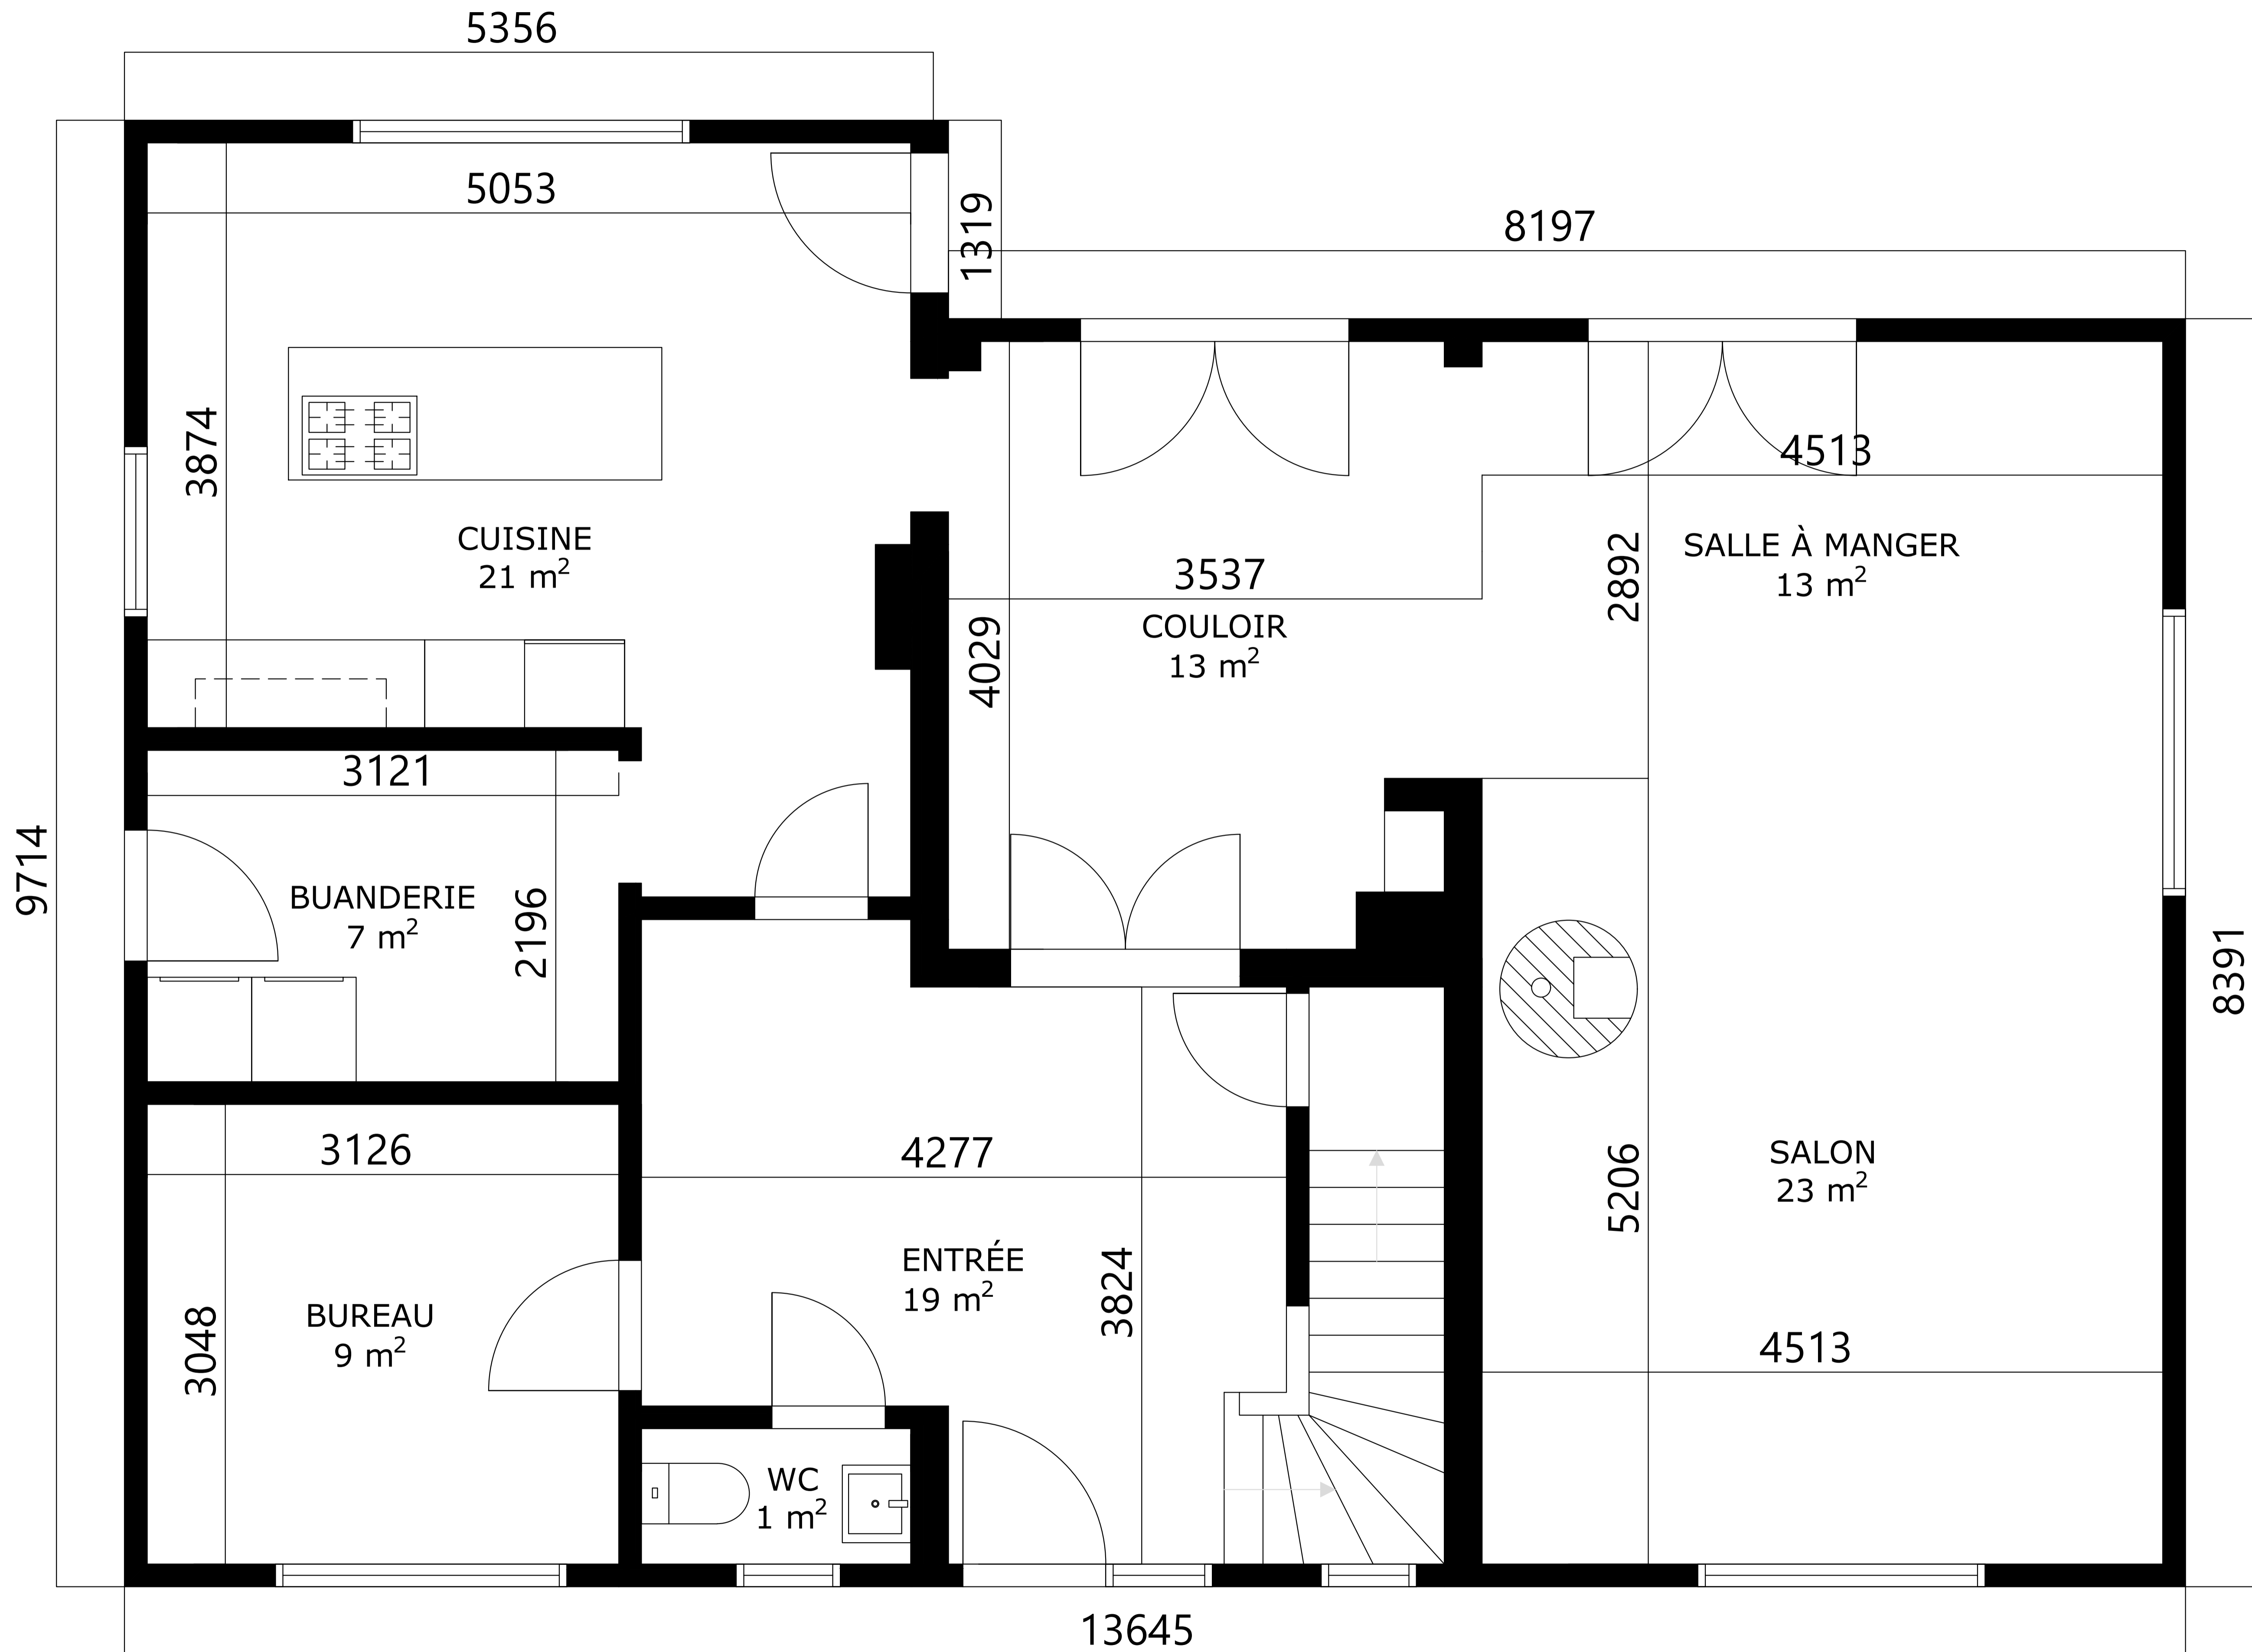 5356
5053
1319
8197
3874
4513
CUISINE
21 m²
2892
SALLE À MANGER
13 m²
3537
COULOIR
13 m²
4029
3121
9714
BUANDERIE
7 m²
2196
8391
3126
4277
5206
SALON
23 m²
ENTRÉE
19 m²
3824
BUREAU
9 m²
3048
4513
WC
1 m²
13645